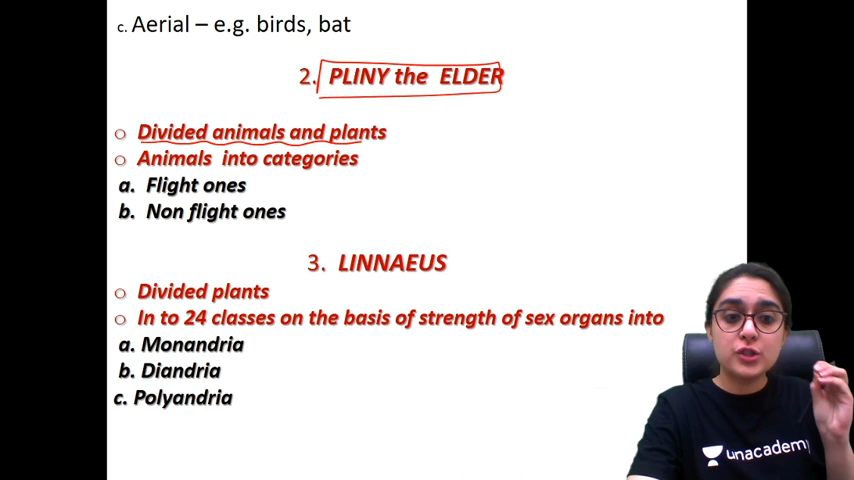 c. Aerial – e.g. birds, bat
2. PLINY the ELDER
o Divided animals and plants
o Animals into categories
a. Flight ones
b. Non flight ones
3. LINNAEUS
o Divided plants
o In to 24 classes on the basis of strength of sex organs into
a. Monandria
b. Diandria
c. Polyandria
unacademy